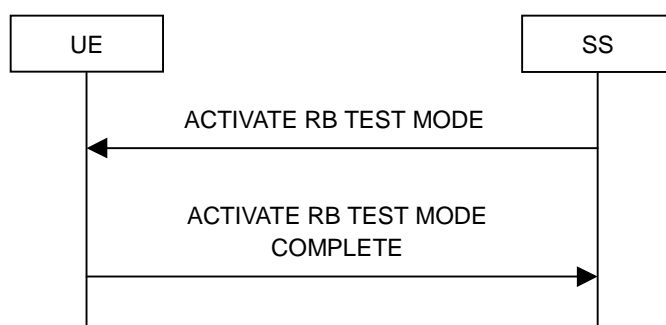 UE
SS
ACTIVATE RB TEST MODE
ACTIVATE RB TEST MODE
COMPLETE